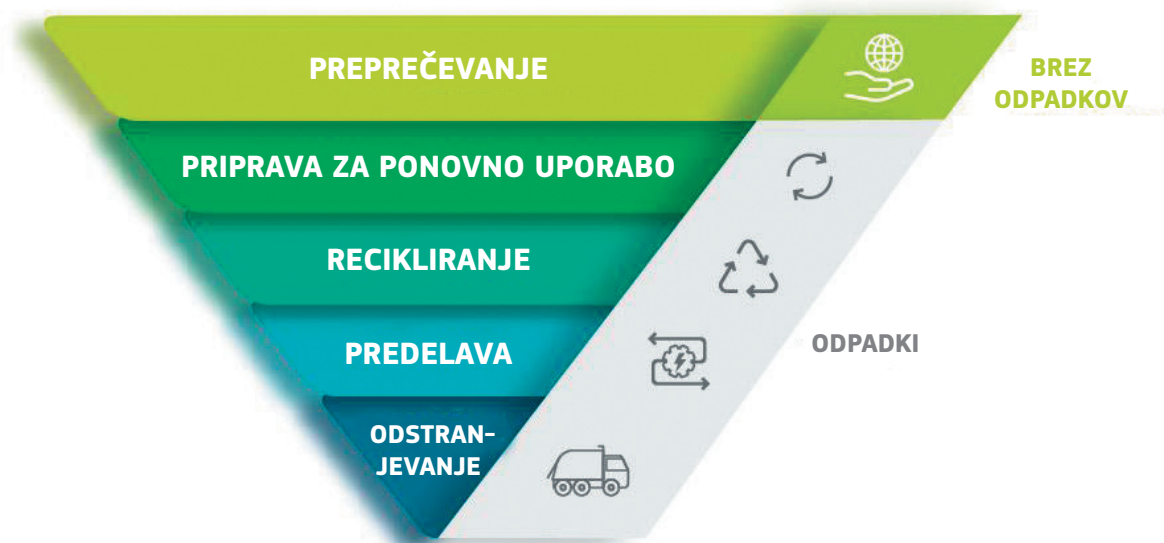 PREPREČEVANJE
BREZ
ODPADKOV
PRIPRAVA ZA PONOVNO UPORABO
RECIKLIRANJE
PREDELAVA
ODPADKI
ODSTRAN-
JEVANJE